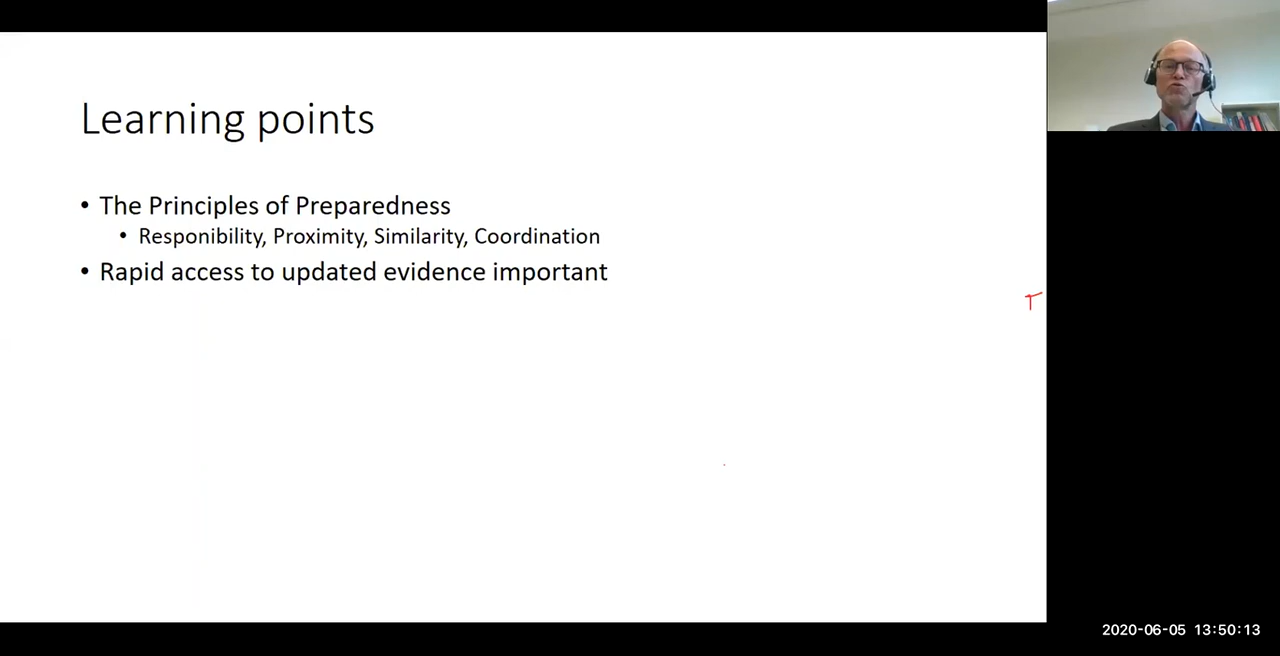 Learning points
• The Principles of Preparedness
• Responibility, Proximity, Similarity, Coordination
• Rapid access to updated evidence important
2020-06-05 13:50:13